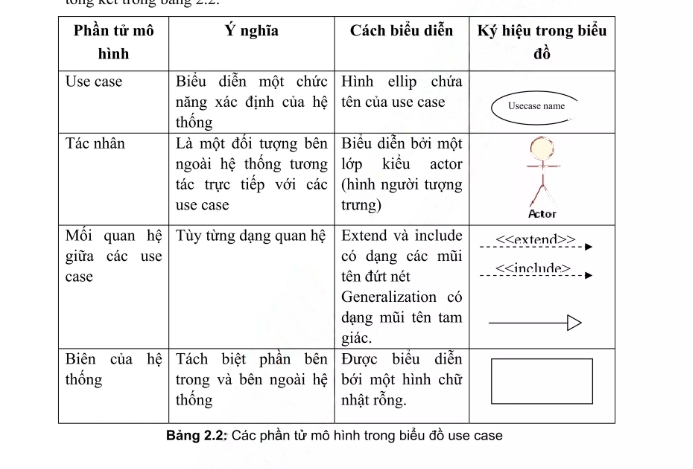 tổng kết trong bảng 2.2.
Phần tử mô hình
Ý nghĩa
Cách biểu diễn
Ký hiệu trong biểu đồ
Use case
Biểu diễn một chức
năng xác định của hệ
thống
Hình ellip chứa
tên của use case
Usecase name
Tác nhân
Là một đối tượng bên
ngoài hệ thống tương
tác trực tiếp với các
use case
Biểu diễn bởi một
lớp kiểu actor
(hình người tượng
trưng)
Actor
Mối quan hệ
giữa các use
case
Tùy từng dạng quan hệ
Extend và include
có dạng các mũi
tên đứt nét
Generalization có
dạng mũi tên tam
giác.
<<extend>>
<<include>
Biên của hệ
thống
Tách biệt phần bên
trong và bên ngoài hệ
thống
Được biểu diễn
bới một hình chữ
nhật rỗng.
Bảng 2.2: Các phần tử mô hình trong biểu đồ use case